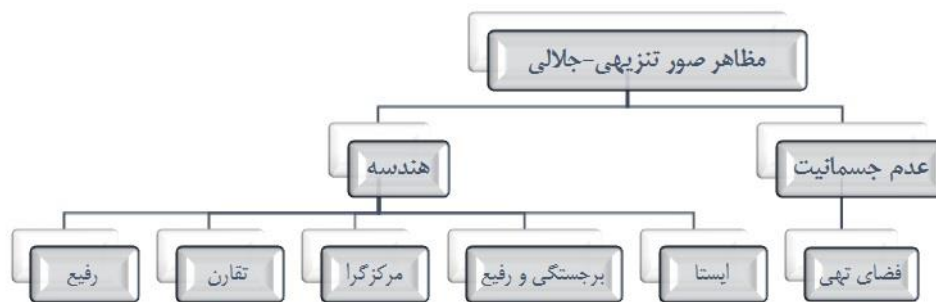 مظاهر صور تنزیهی-جلالی
عدم جسمانیت
هندسه
فضای تهی
ایستا
برجستگی و رفیع
مرکزگرا
تقارن
رفیع